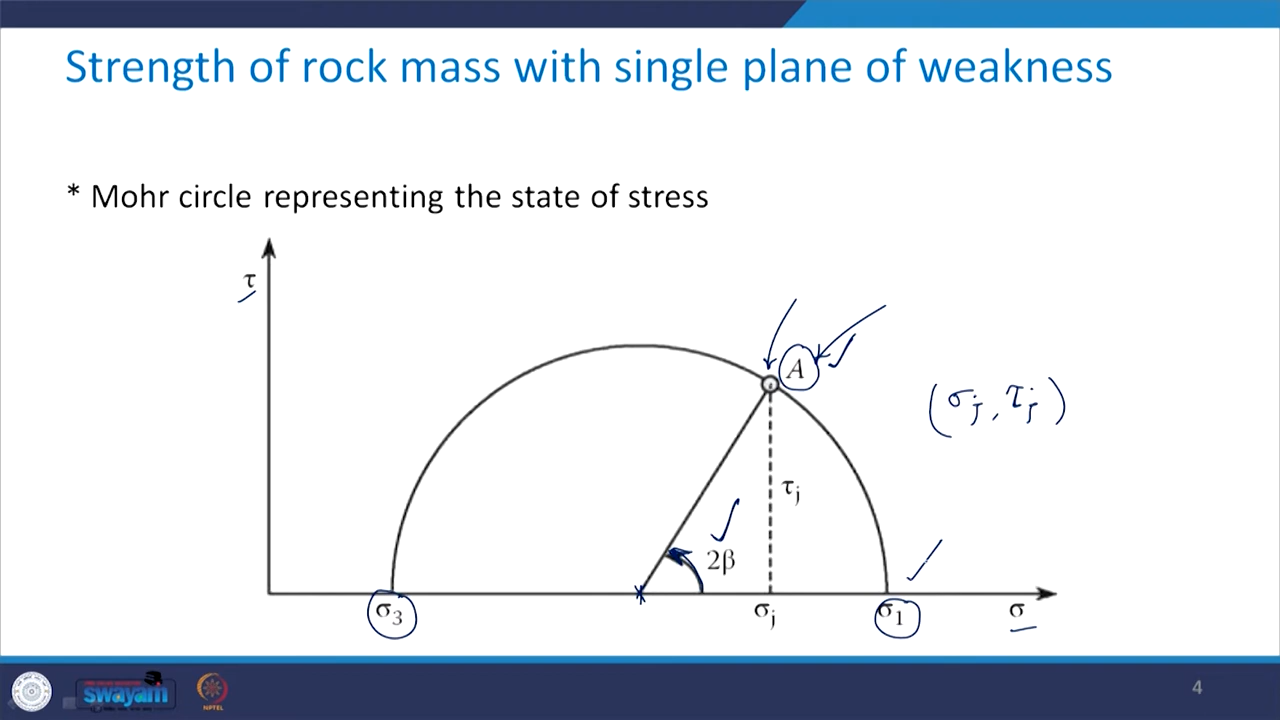 Strength of rock mass with single plane of weakness
* Mohr circle representing the state of stress
τ
A
(σj, τj)
τj
2β
σ3
σj
σ1
σ
swayam
NPTEL
4